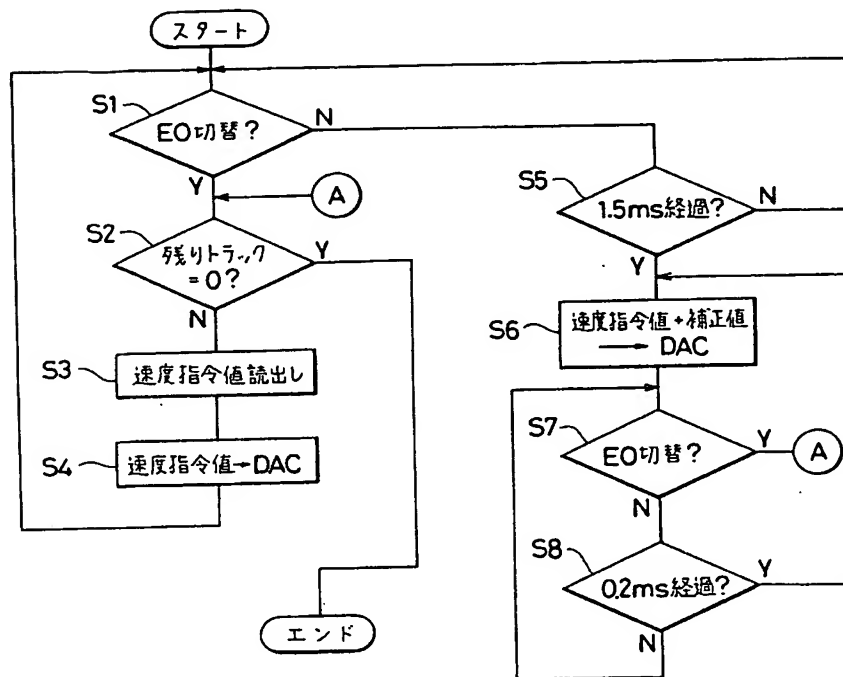 スタート
S1
EO切替?
N
Y
A
S2
残りトラック
=0?
Y
N
S3
速度指令値読出し
S4
速度指令値→DAC
エンド
S5
1.5ms経過?
N
Y
S6
速度指令値+補正値
→ DAC
S7
EO切替?
Y
A
N
S8
0.2ms経過?
Y
N